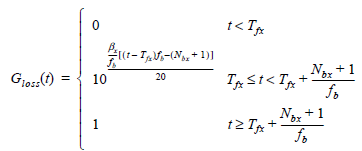 G_loss(t) = { 0    t < T_fx
10^( (β_x/f_b)[(t − T_fx)f_b − (N_bx + 1)] / 20 )    T_fx ≤ t < T_fx + (N_bx + 1)/f_b
1    t ≥ T_fx + (N_bx + 1)/f_b